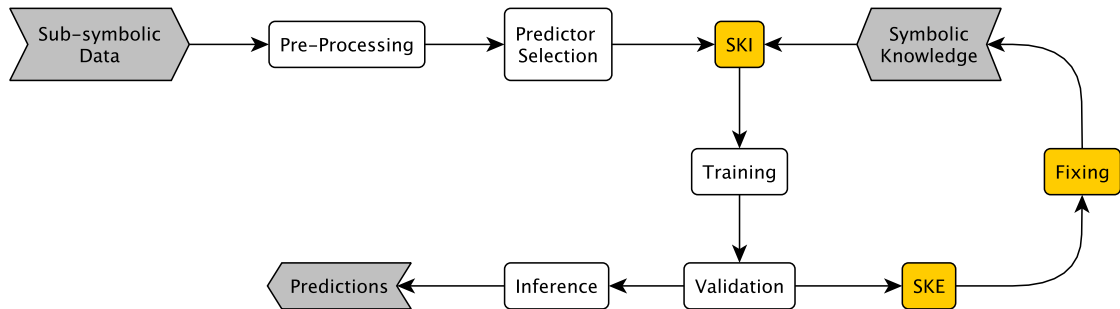 Sub-symbolic
Data
Pre-Processing
Predictor
Selection
SKI
Symbolic
Knowledge
Training
Fixing
Predictions
Inference
Validation
SKE